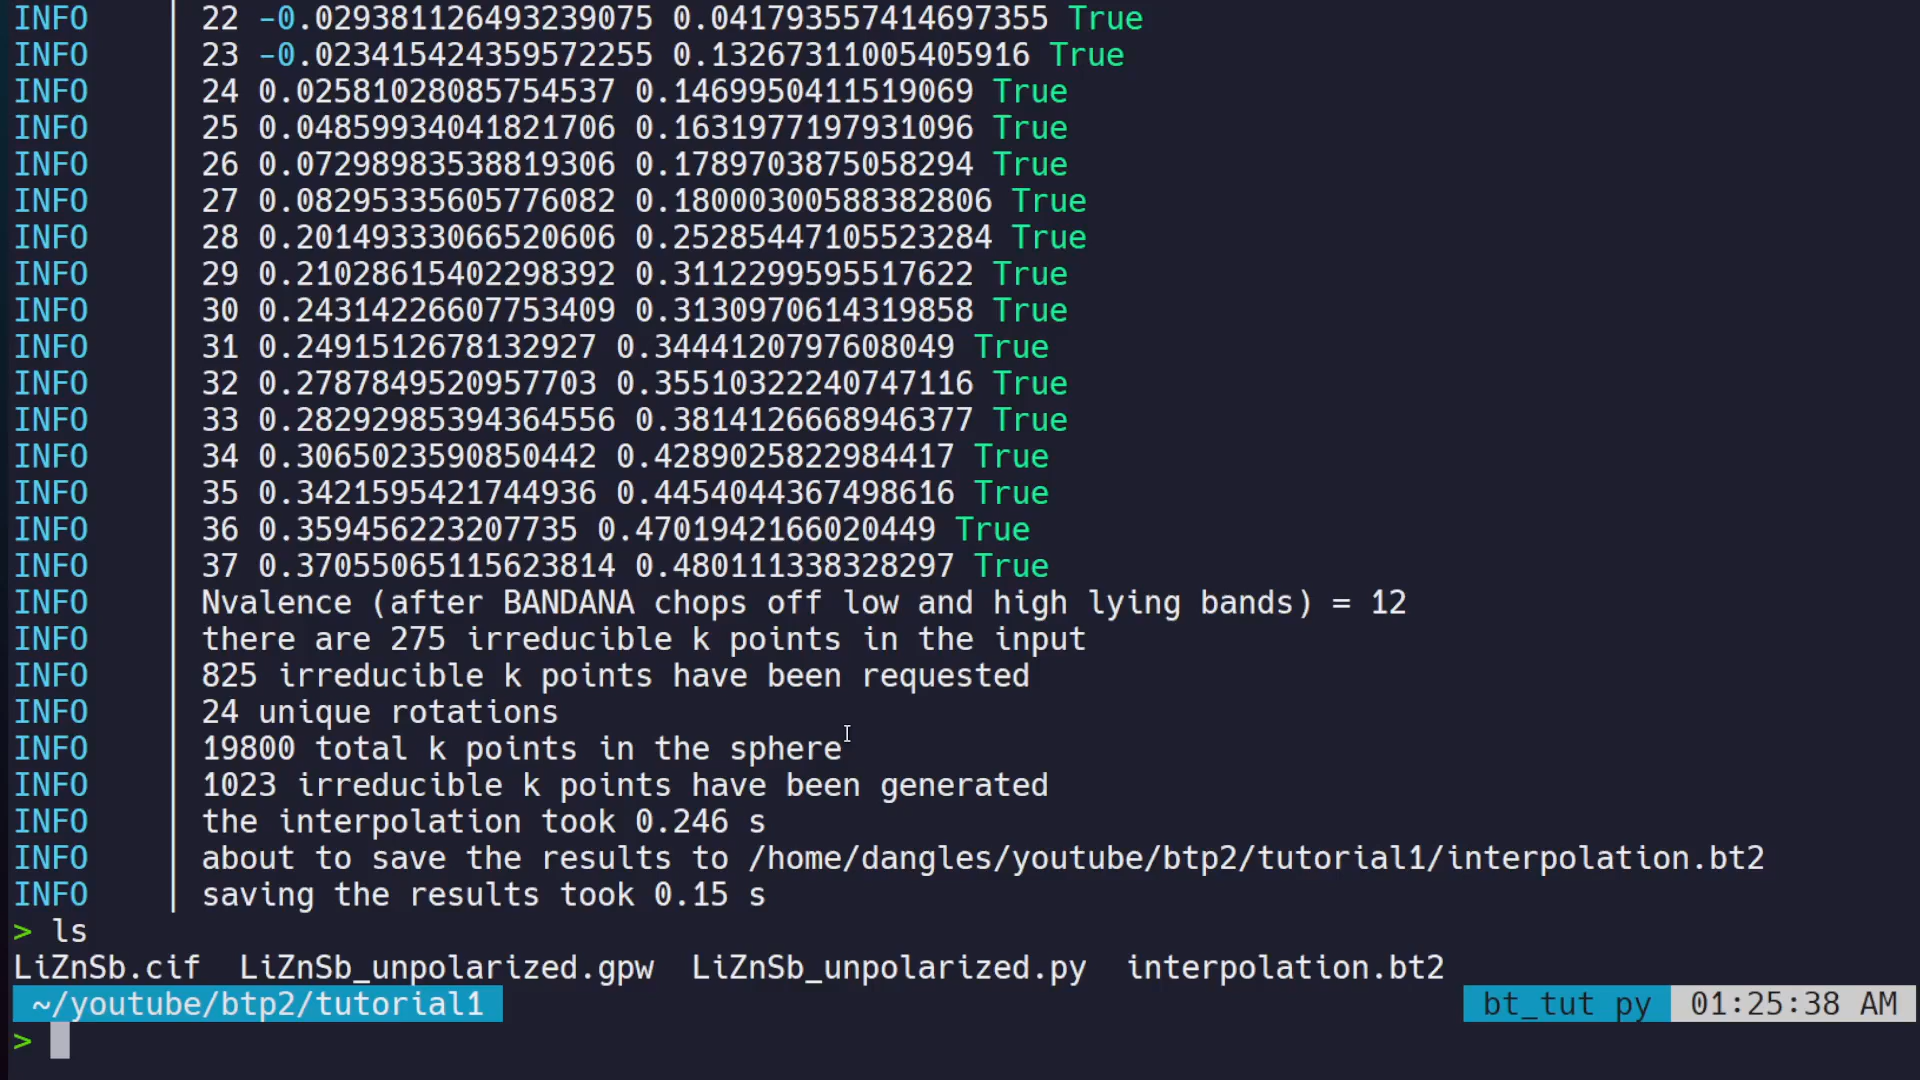 INFO 22 -0.029381126493239075 0.041793557414697355 True
INFO 23 -0.023415424359572255 0.13267311005405916 True
INFO 24 0.02581028085754537 0.1469950411519069 True
INFO 25 0.04859934041821706 0.1631977197931096 True
INFO 26 0.07298983538819306 0.1789703875058294 True
INFO 27 0.08295335605776082 0.18000300588382806 True
INFO 28 0.20149333066520606 0.25285447105523284 True
INFO 29 0.21028615402298392 0.3112299595517622 True
INFO 30 0.24314226607753409 0.3130970614319858 True
INFO 31 0.2491512678132927 0.3444120797608049 True
INFO 32 0.2787849520957703 0.35510322240747116 True
INFO 33 0.282929853943645​56 0.3814126668946377 True
INFO 34 0.3065023590850442 0.4289025822984417 True
INFO 35 0.3421595421744936 0.4454044367498616 True
INFO 36 0.359456223207735 0.4701942166020449 True
INFO 37 0.37055065115623814 0.480111338328297 True
INFO Nvalence (after BANDANA chops off low and high lying bands) = 12
INFO there are 275 irreducible k points in the input
INFO 825 irreducible k points have been requested
INFO 24 unique rotations
INFO 19800 total k points in the sphere
INFO 1023 irreducible k points have been generated
INFO the interpolation took 0.246 s
INFO about to save the results to /home/dangles/youtube/btp2/tutorial1/interpolation.bt2
INFO saving the results took 0.15 s
> ls
LiZnSb.cif LiZnSb_unpolarized.gpw LiZnSb_unpolarized.py interpolation.bt2
~/youtube/btp2/tutorial1 bt_tut py 01:25:38 AM
>